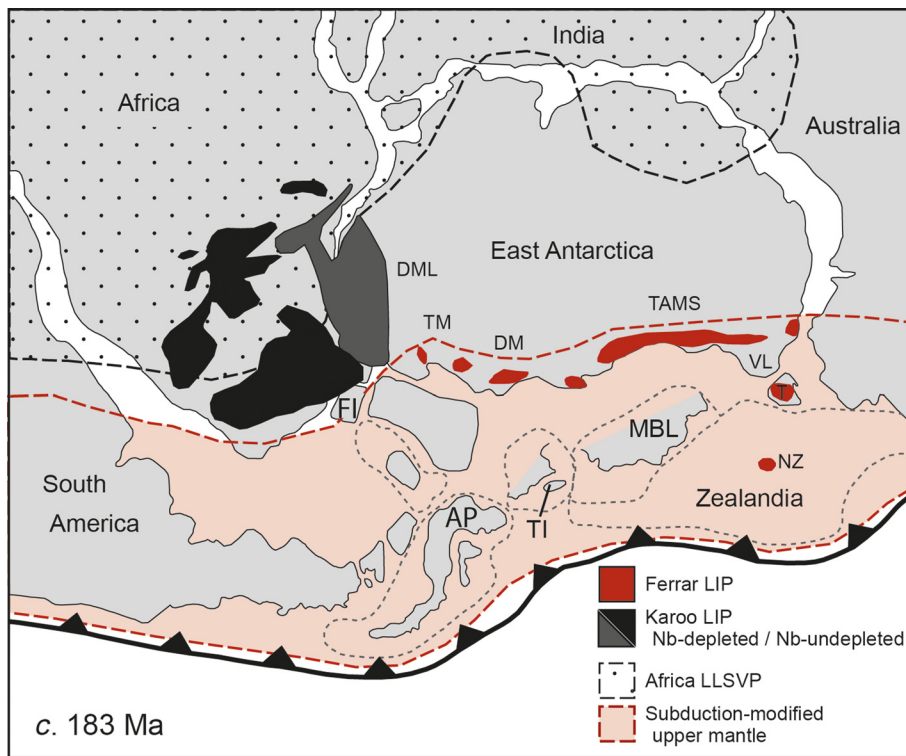 India
Africa
Australia
East Antarctica
DML
TAMS
TM
DM
VL
FI
T
MBL
NZ
South
America
Zealandia
AP
TI
Ferrar LIP
Karoo LIP
Nb-depleted / Nb-undepleted
Africa LLSVP
Subduction-modified
upper mantle
c. 183 Ma